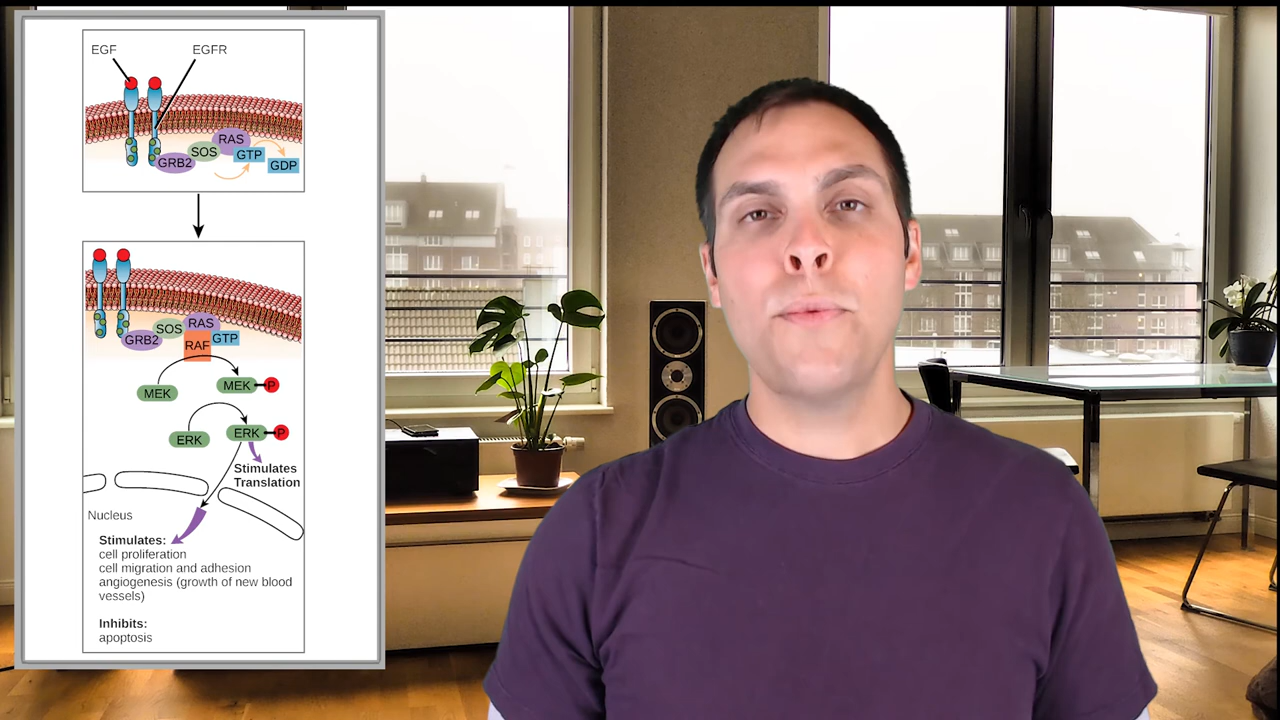 EGF EGFR
RAS
SOS
GTP
GRB2
GDP
RAS
SOS
GTP
GRB2
RAF
MEK
MEK P
ERK
ERK P
Stimulates
Translation
Nucleus
Stimulates:
cell proliferation
cell migration and adhesion
angiogenesis (growth of new blood
vessels)
Inhibits:
apoptosis